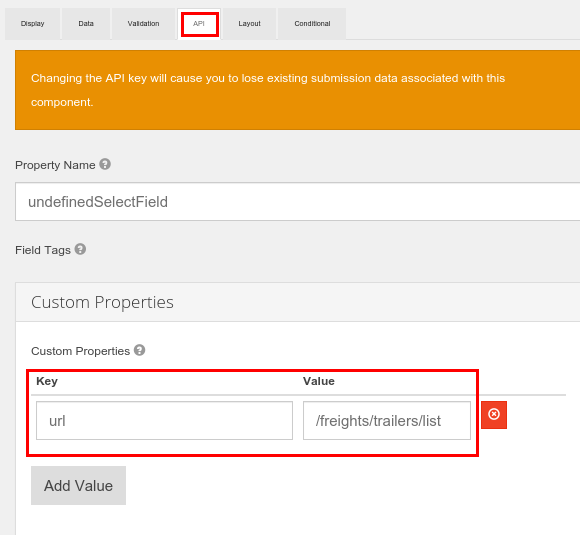 Display Data Validation API Layout Conditional
Changing the API key will cause you to lose existing submission data associated with this
component.
Property Name
undefinedSelectField
Field Tags
Custom Properties
Custom Properties
Key Value
url /freights/trailers/list
Add Value